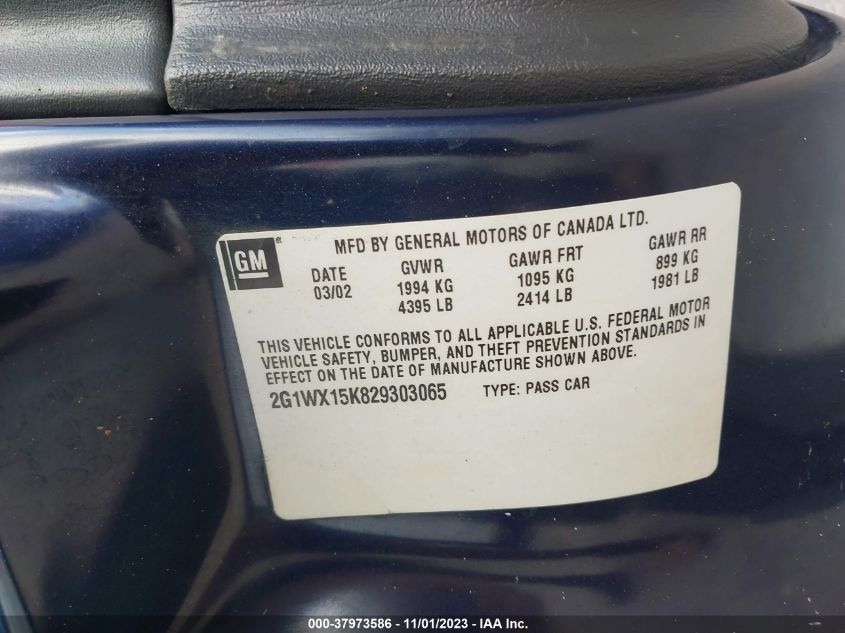 GM ®
MFD BY GENERAL MOTORS OF CANADA LTD.
DATE GVWR GAWR FRT GAWR RR
03/02 1994 KG 1095 KG 899 KG
4395 LB 2414 LB 1981 LB
THIS VEHICLE CONFORMS TO ALL APPLICABLE U.S. FEDERAL MOTOR
VEHICLE SAFETY, BUMPER, AND THEFT PREVENTION STANDARDS IN
EFFECT ON THE DATE OF MANUFACTURE SHOWN ABOVE.
2G1WX15K829303065 TYPE: PASS CAR
000-37973586 - 11/01/2023 - IAA Inc.